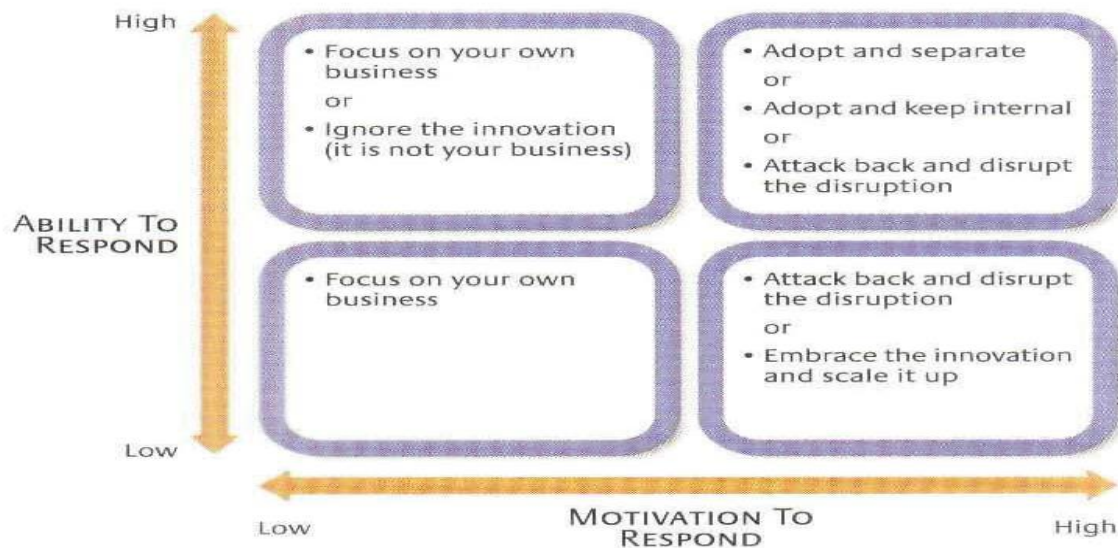 High
• Focus on your own
business
or
• Ignore the innovation
(it is not your business)
• Adopt and separate
or
• Adopt and keep internal
or
• Attack back and disrupt
the disruption
ABILITY TO
RESPOND
• Focus on your own
business
• Attack back and disrupt
the disruption
or
• Embrace the innovation
and scale it up
Low
Low
MOTIVATION TO
RESPOND
High